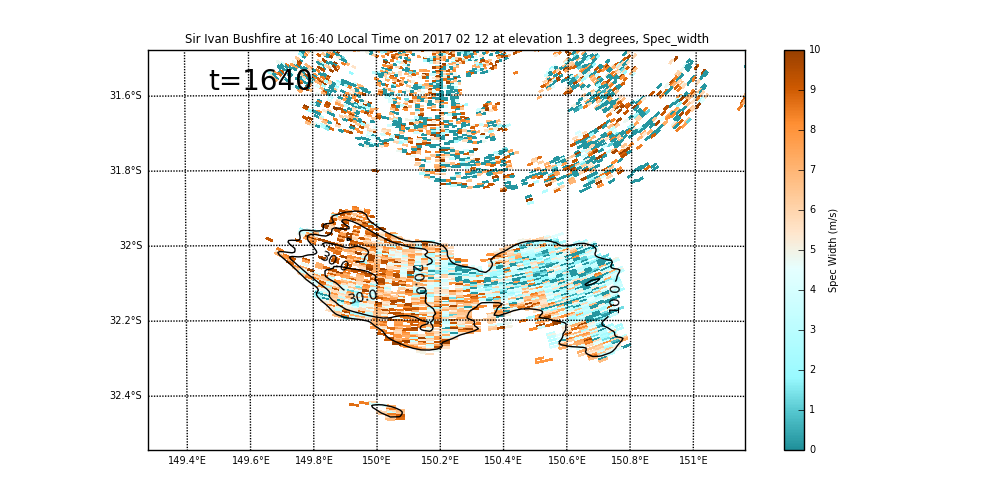 Sir Ivan Bushfire at 16:40 Local Time on 2017 02 12 at elevation 1.3 degrees, Spec_width
t=1640
31.6°S
31.8°S
32°S
32.2°S
32.4°S
149.4°E 149.6°E 149.8°E 150°E 150.2°E 150.4°E 150.6°E 150.8°E 151°E
30.0
30.0
20.0
10.0
10
9
8
7
6
5
4
3
2
1
0
Spec Width (m/s)